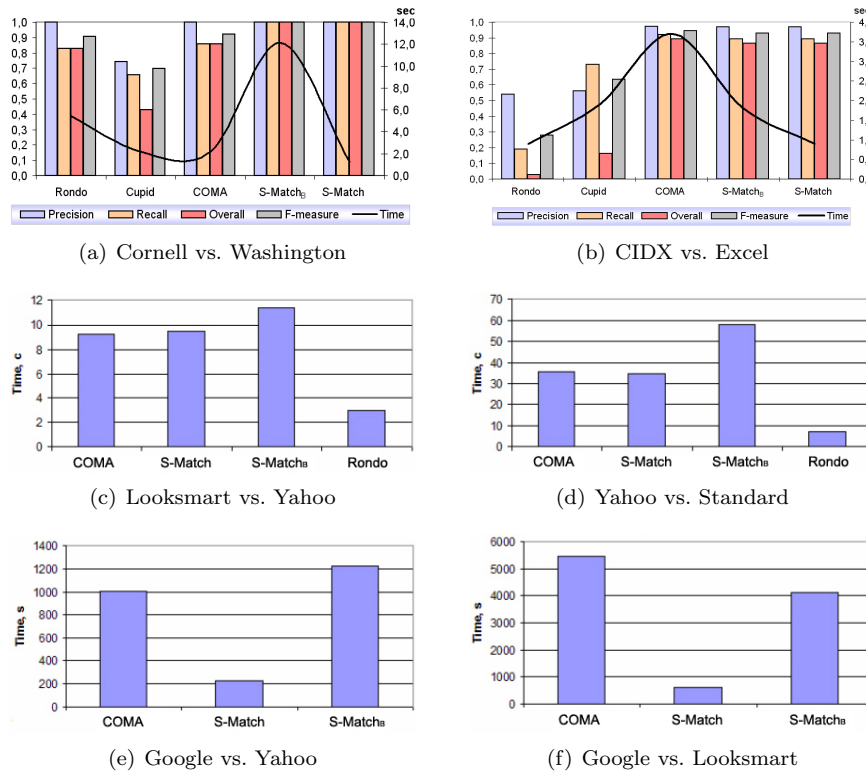 sec
1,0 14,0
0,9 12,0
0,8
0,7 10,0
0,6 8,0
0,5
0,4 6,0
0,3 4,0
0,2
0,1 2,0
0,0 0,0
Rondo Cupid COMA S-MatchB S-Match
Precision Recall Overall F-measure Time
(a) Cornell vs. Washington
sec
1,0
0,9
0,8
0,7
0,6
0,5
0,4
0,3
0,2
0,1
0,0
Rondo Cupid COMA S-MatchB S-Match
Precision Recall Overall F-measure Time
(b) CIDX vs. Excel
Time, c
12
10
8
6
4
2
0
COMA S-Match S-MatchB Rondo
(c) Looksmart vs. Yahoo
Time, c
70
60
50
40
30
20
10
0
COMA S-Match S-MatchB Rondo
(d) Yahoo vs. Standard
Time, s
1400
1200
1000
800
600
400
200
0
COMA S-Match S-MatchB
(e) Google vs. Yahoo
Time, s
6000
5000
4000
3000
2000
1000
0
COMA S-Match S-MatchB
(f) Google vs. Looksmart